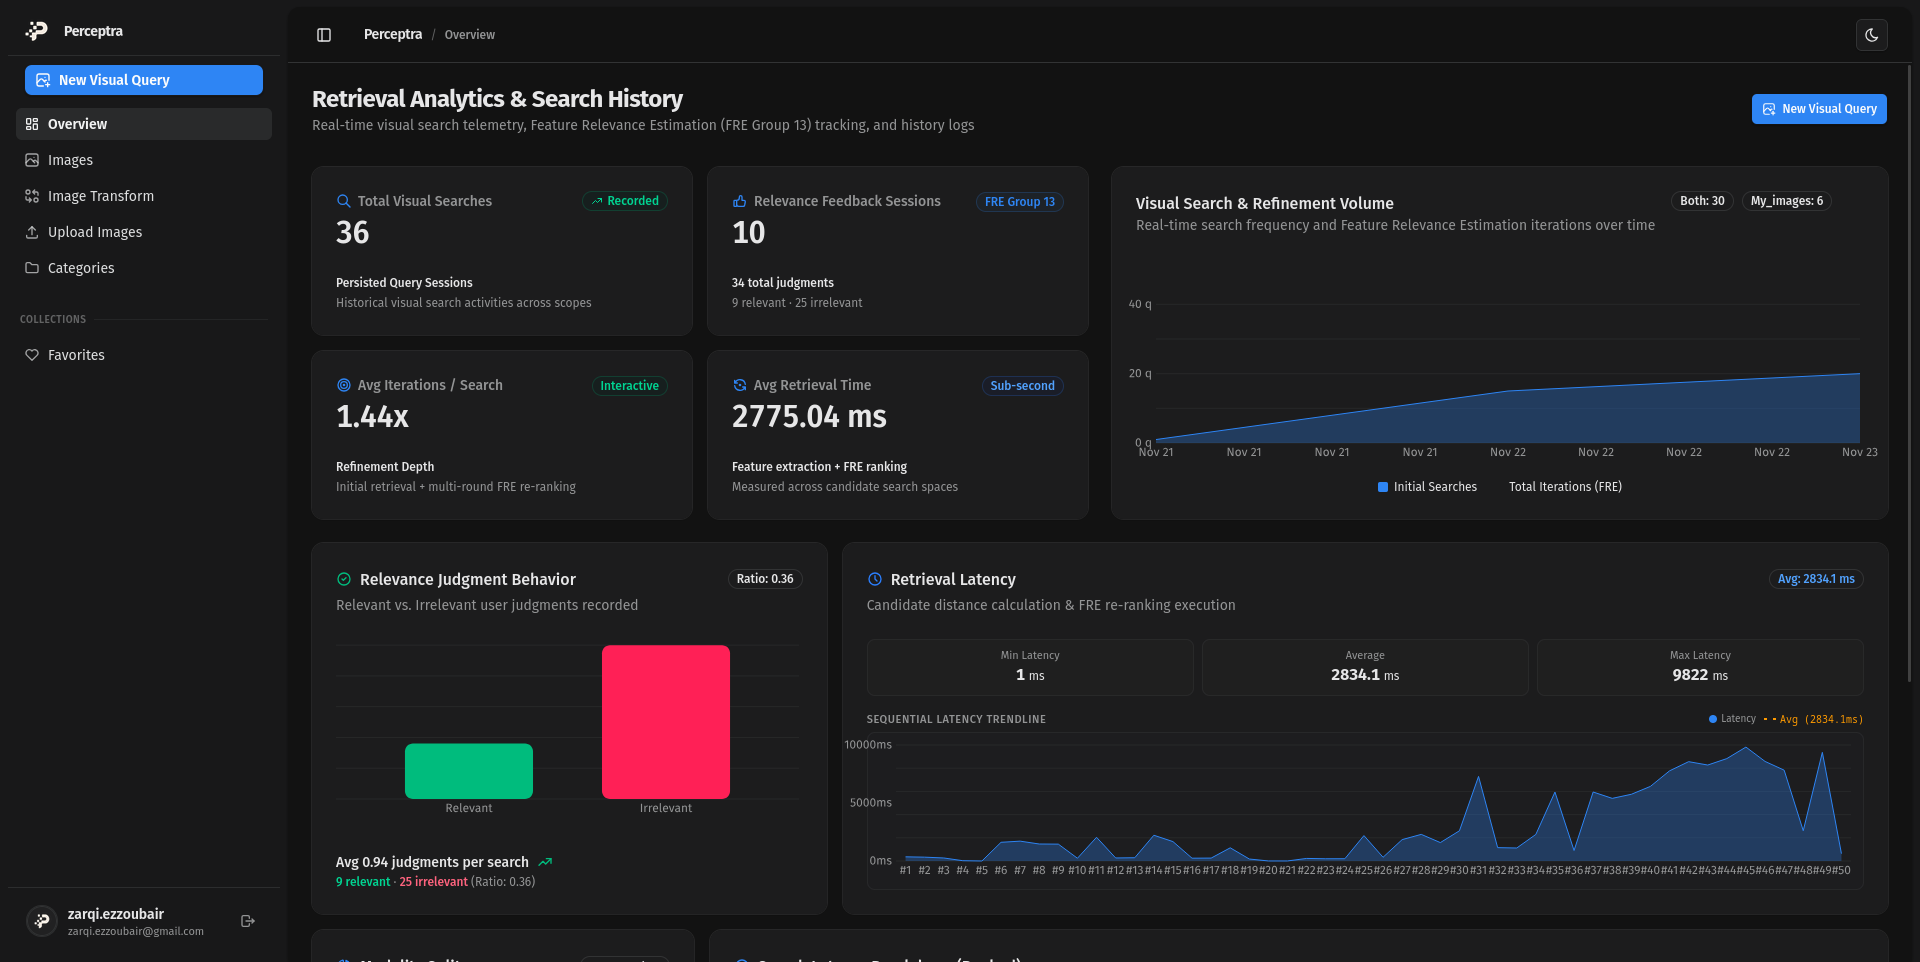 Perceptra
New Visual Query
Overview
Images
Image Transform
Upload Images
Categories
COLLECTIONS
Favorites
zarqi.ezzoubair
zarqi.ezzoubair@gmail.com
Perceptra / Overview
Retrieval Analytics & Search History
Real-time visual search telemetry, Feature Relevance Estimation (FRE Group 13) tracking, and history logs
New Visual Query
Total Visual Searches
Recorded
36
Persisted Query Sessions
Historical visual search activities across scopes
Relevance Feedback Sessions
FRE Group 13
10
34 total judgments
9 relevant · 25 irrelevant
Avg Iterations / Search
Interactive
1.44x
Refinement Depth
Initial retrieval + multi-round FRE re-ranking
Avg Retrieval Time
Sub-second
2775.04 ms
Feature extraction + FRE ranking
Measured across candidate search spaces
Visual Search & Refinement Volume
Both: 30
My_images: 6
Real-time search frequency and Feature Relevance Estimation iterations over time
40 q
20 q
0 q
Nov 21 Nov 21 Nov 21 Nov 21 Nov 22 Nov 22 Nov 22 Nov 22 Nov 23
Initial Searches Total Iterations (FRE)
Relevance Judgment Behavior
Ratio: 0.36
Relevant vs. Irrelevant user judgments recorded
Relevant Irrelevant
Avg 0.94 judgments per search
9 relevant · 25 irrelevant (Ratio: 0.36)
Retrieval Latency
Avg: 2834.1 ms
Candidate distance calculation & FRE re-ranking execution
Min Latency
1 ms
Average
2834.1 ms
Max Latency
9822 ms
SEQUENTIAL LATENCY TRENDLINE
Latency Avg (2834.1ms)
10000ms
5000ms
0ms
#1 #2 #3 #4 #5 #6 #7 #8 #9 #10 #11 #12 #13 #14 #15 #16 #17 #18 #19 #20 #21 #22 #23 #24 #25 #26 #27 #28 #29 #30 #31 #32 #33 #34 #35 #36 #37 #38 #39 #40 #41 #42 #43 #44 #45 #46 #47 #48 #49 #50